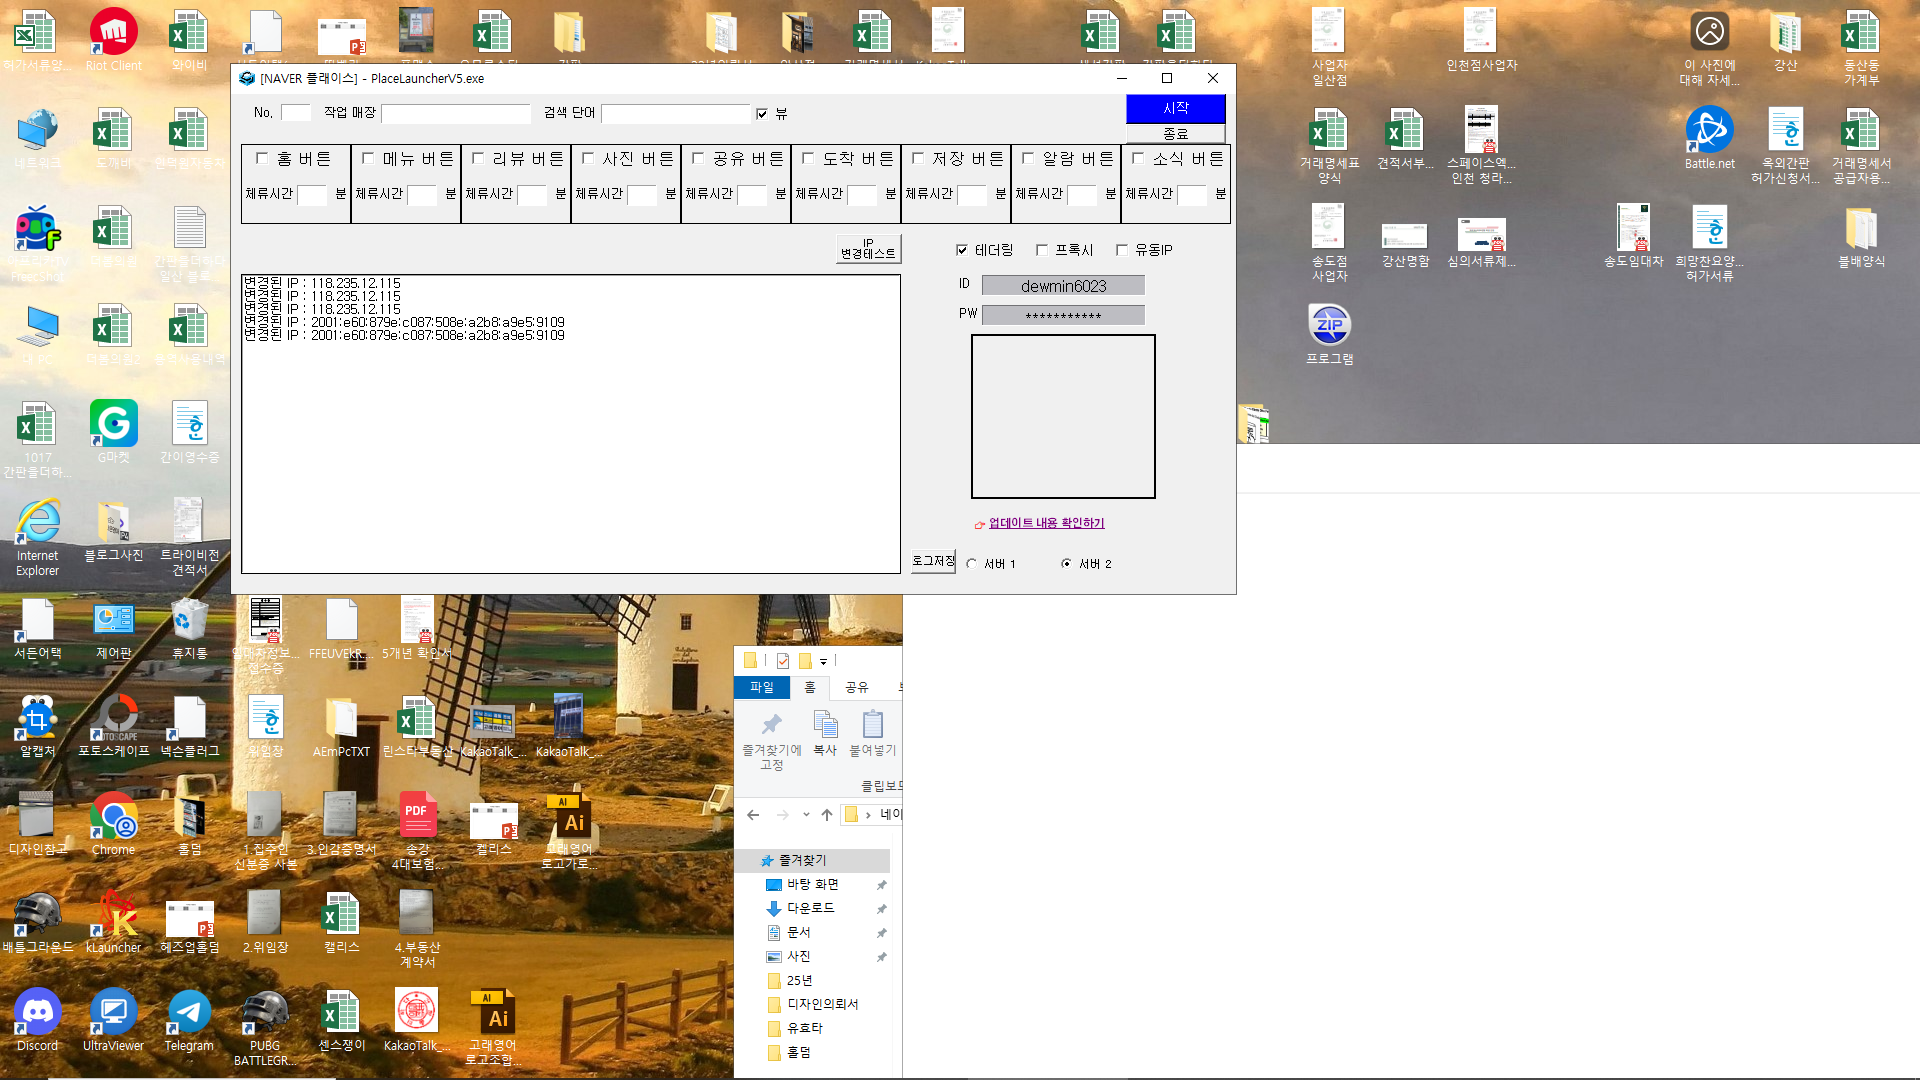 [NAVER 플래이스] - PlaceLauncherV5.exe
No.
작업 매장
검색 단어
뷰
시작
종료
홈 버튼
메뉴 버튼
리뷰 버튼
사진 버튼
공유 버튼
도착 버튼
저장 버튼
알람 버튼
소식 버튼
체류시간 분
체류시간 분
체류시간 분
체류시간 분
체류시간 분
체류시간 분
체류시간 분
체류시간 분
체류시간 분
IP
변경테스트
테더링
프록시
유동IP
변경된 IP : 118.235.12.115
변경된 IP : 118.235.12.115
변경된 IP : 118.235.12.115
변경된 IP : 2001:e60:879e:c087:508e:a2b8:a9e5:9109
변경된 IP : 2001:e60:879e:c087:508e:a2b8:a9e5:9109
ID
dewmin6023
PW
***********
업데이트 내용 확인하기
로그저장
서버 1
서버 2
허가서류양...
Riot Client
와이비
네트워크
도깨비
FreecShot
내 PC
1017
간판을더하...
G마켓
간이영수증
Internet
Explorer
블로그사진
트라이비전
견적서
서든어택
제어판
휴지통
접수증
FFEUVEkR...
5개년 확인서
알캡처
포토스케이프
넥슨플러그
위임장
AEmPcTXT
린스타부동산
KakaoTalk_...
KakaoTalk_...
디자인참고
Chrome
홀덤
1.집주인
신분증 사본
3.인감증명서
송강
4대보험...
켈리스
고래영어
로고가로...
배틀그라운드
kLauncher
헤즈업홀덤
2.위임장
캘리스
4.부동산
계약서
Discord
UltraViewer
Telegram
PUBG
BATTLEGR...
센스쟁이
KakaoTalk_...
고래영어
로고조합...
사업자
일산점
인천점사업자
이 사진에
대해 자세...
강산
동산동
가계부
거래명세표
양식
견적서부...
스페이스엑...
인천 청라...
Battle.net
옥외간판
허가신청서...
거래명세서
공급자용...
송도점
사업자
강산명함
심의서류제...
송도임대차
희망찬요양...
허가서류
불배양식
ZIP
프로그램
파일
홈
공유
즐겨찾기에
고정
복사
붙여넣기
클립보드
네이
즐겨찾기
바탕 화면
다운로드
문서
사진
25년
디자인의뢰서
유효타
홀덤